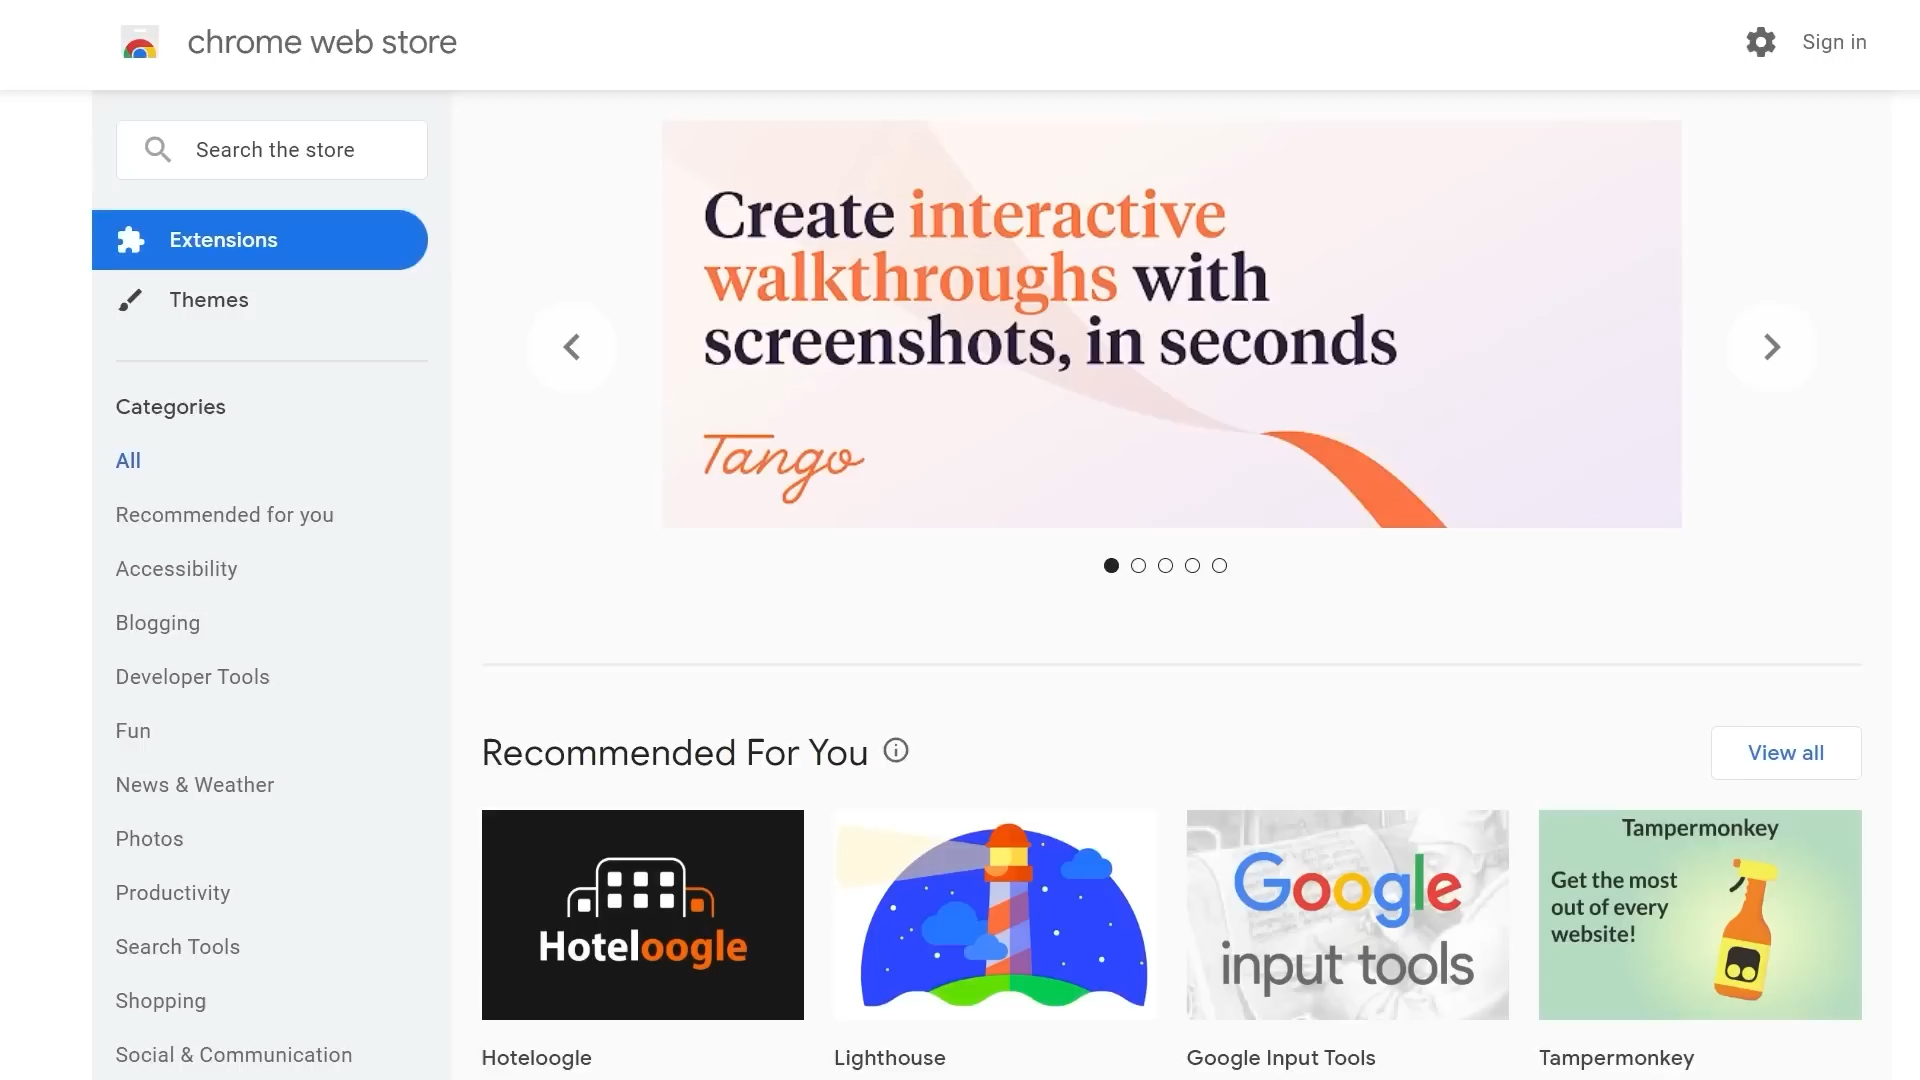 chrome web store
Sign in
Search the store
Extensions
Themes
Categories
All
Recommended for you
Accessibility
Blogging
Developer Tools
Fun
News & Weather
Photos
Productivity
Search Tools
Shopping
Social & Communication
Create interactive
walkthroughs with
screenshots, in seconds
Tango
Recommended For You
View all
Hoteloogle
Google
input tools
Tampermonkey
Get the most
out of every
website!
Hoteloogle
Lighthouse
Google Input Tools
Tampermonkey